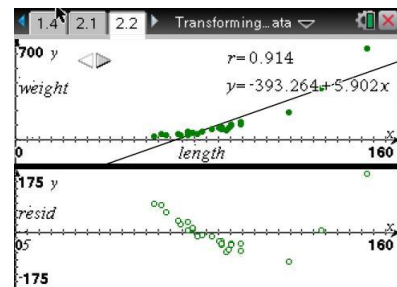 1.4 2.1 2.2 Transforming...ata
700 y
r=0.914
y=-393.264+5.902x
weight
x
0 length 160
175 y
resid
x
05 160
-175